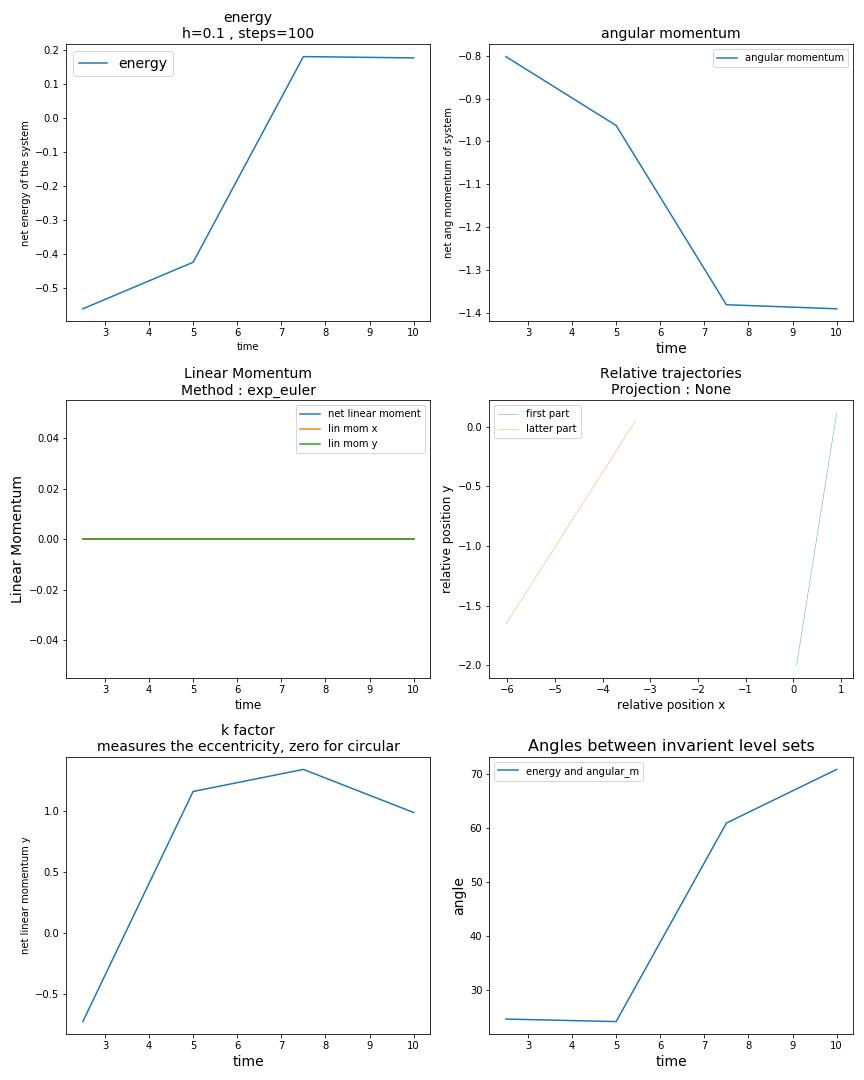 energy
h=0.1 , steps=100
energy
net energy of the system
0.2
0.1
0.0
−0.1
−0.2
−0.3
−0.4
−0.5
3 4 5 6 7 8 9 10
time
angular momentum
angular momentum
net ang momentum of system
−0.8
−0.9
−1.0
−1.1
−1.2
−1.3
−1.4
3 4 5 6 7 8 9 10
time
Linear Momentum
Method : exp_euler
net linear moment
lin mom x
lin mom y
Linear Momentum
0.04
0.02
0.00
−0.02
−0.04
3 4 5 6 7 8 9 10
time
Relative trajectories
Projection : None
first part
latter part
relative position y
0.0
−0.5
−1.0
−1.5
−2.0
−6 −5 −4 −3 −2 −1 0 1
relative position x
k factor
measures the eccentricity, zero for circular
net linear momentum y
1.0
0.5
0.0
−0.5
3 4 5 6 7 8 9 10
time
Angles between invarient level sets
energy and angular_m
angle
70
60
50
40
30
3 4 5 6 7 8 9 10
time